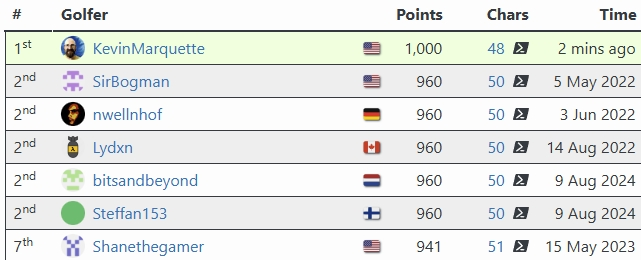 # Golfer Points Chars Time
1st KevinMarquette 1,000 48 2 mins ago
2nd SirBogman 960 50 5 May 2022
2nd nwellnhof 960 50 3 Jun 2022
2nd Lydxn 960 50 14 Aug 2022
2nd bitsandbeyond 960 50 9 Aug 2024
2nd Steffan153 960 50 9 Aug 2024
7th Shanethegamer 941 51 15 May 2023